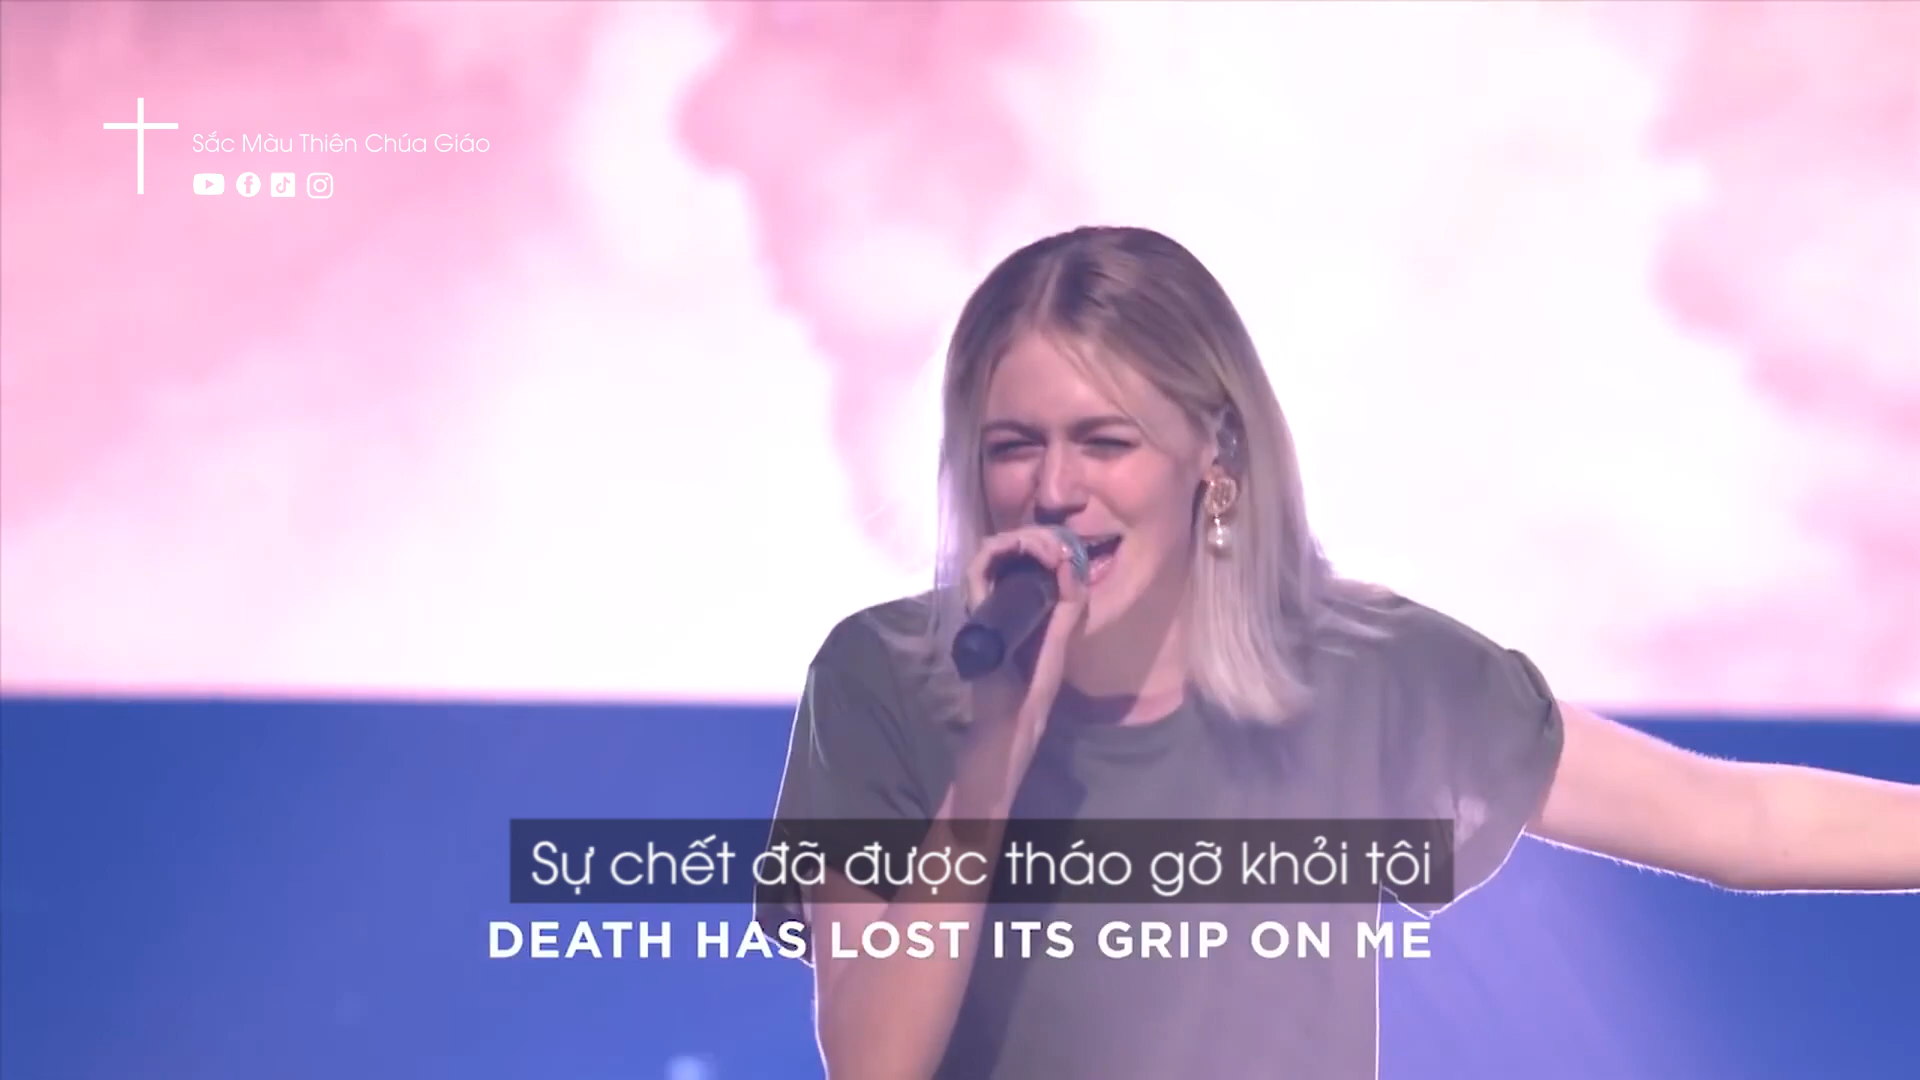 Sắc Màu Thiên Chúa Giáo
Sự chết đã được tháo gỡ khỏi tôi
DEATH HAS LOST ITS GRIP ON ME